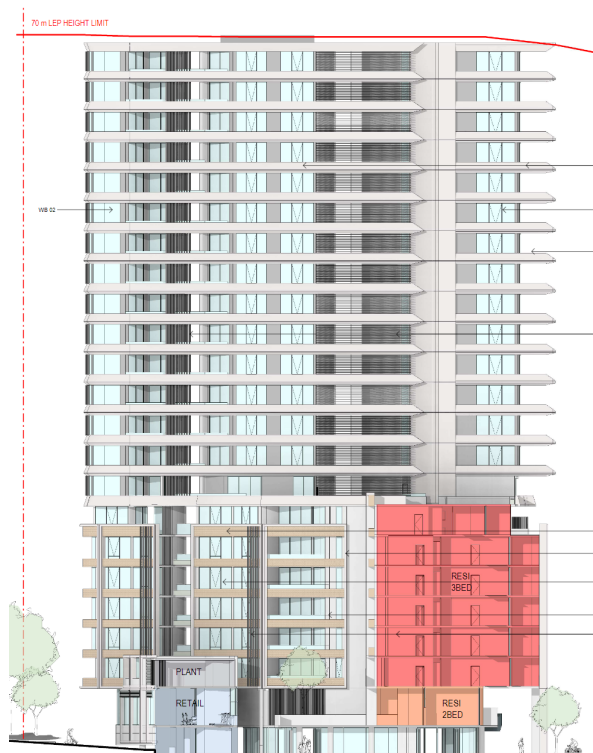 70 m LEP HEIGHT LIMIT
WB 02
RESI
3BED
PLANT
RETAIL
RESI
2BED